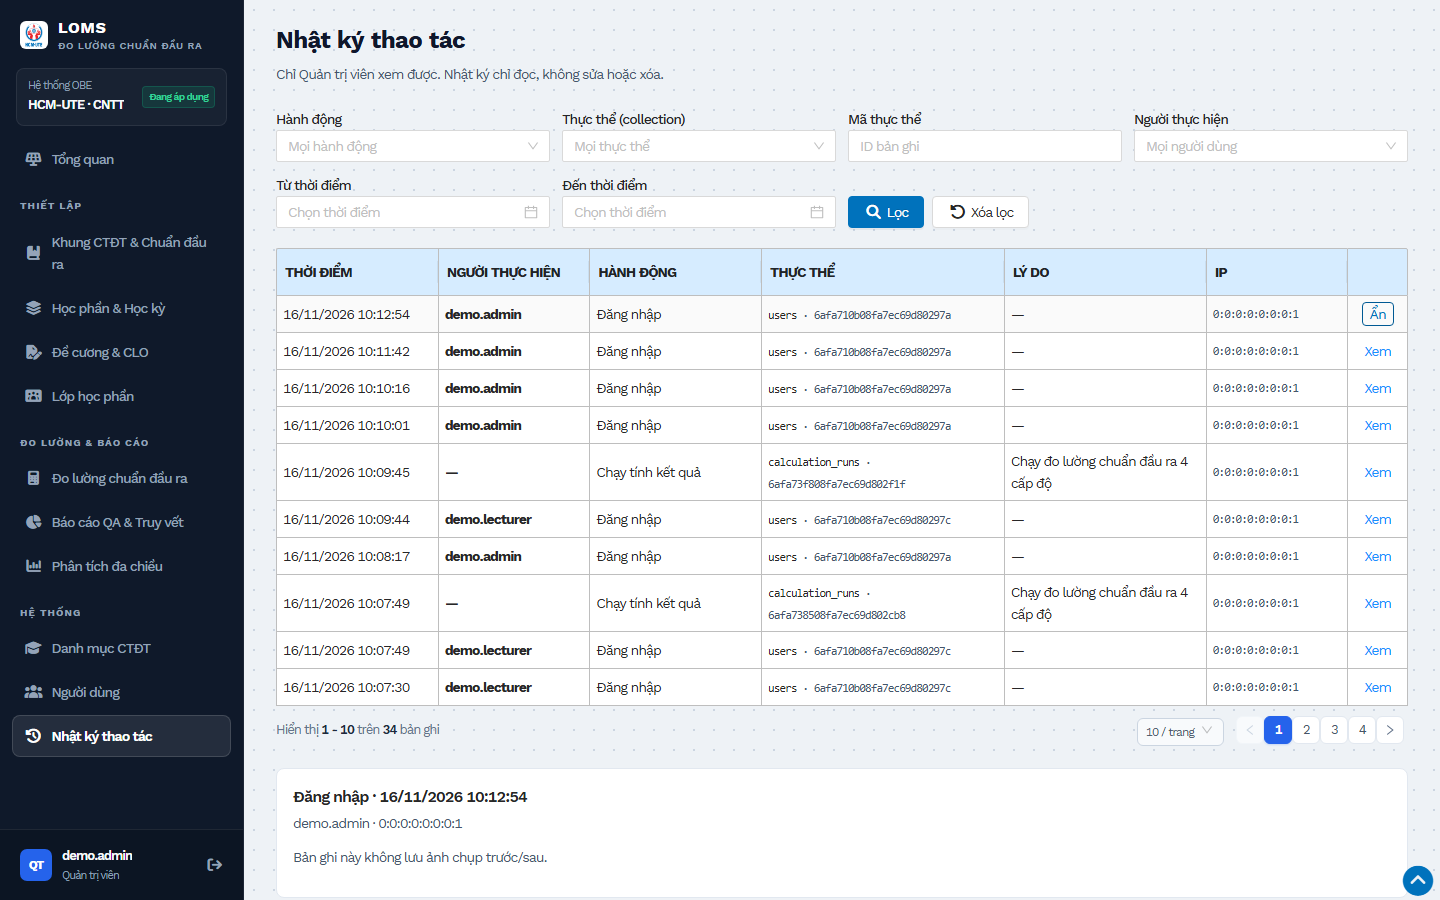 LOMS
ĐO LƯỜNG CHUẨN ĐẦU RA
Hệ thống OBE
HCM-UTE · CNTT
Đang áp dụng
Tổng quan
THIẾT LẬP
Khung CTĐT & Chuẩn đầu
ra
Học phần & Học kỳ
Đề cương & CLO
Lớp học phần
ĐO LƯỜNG & BÁO CÁO
Đo lường chuẩn đầu ra
Báo cáo QA & Truy vết
Phân tích đa chiều
HỆ THỐNG
Danh mục CTĐT
Người dùng
Nhật ký thao tác
QT
demo.admin
Quản trị viên
Nhật ký thao tác
Chỉ Quản trị viên xem được. Nhật ký chỉ đọc, không sửa hoặc xóa.
Hành động Thực thể (collection) Mã thực thể Người thực hiện
Mọi hành động Mọi thực thể ID bản ghi Mọi người dùng
Từ thời điểm Đến thời điểm
Chọn thời điểm Chọn thời điểm Lọc Xóa lọc
THỜI ĐIỂM NGƯỜI THỰC HIỆN HÀNH ĐỘNG THỰC THỂ LÝ DO IP
16/11/2026 10:12:54 demo.admin Đăng nhập users · 6afa710b08fa7ec69d80297a — 0:0:0:0:0:0:0:1 Ẩn
16/11/2026 10:11:42 demo.admin Đăng nhập users · 6afa710b08fa7ec69d80297a — 0:0:0:0:0:0:0:1 Xem
16/11/2026 10:10:16 demo.admin Đăng nhập users · 6afa710b08fa7ec69d80297a — 0:0:0:0:0:0:0:1 Xem
16/11/2026 10:10:01 demo.admin Đăng nhập users · 6afa710b08fa7ec69d80297a — 0:0:0:0:0:0:0:1 Xem
16/11/2026 10:09:45 — Chạy tính kết quả calculation_runs · 6afa73f808fa7ec69d802f1f Chạy đo lường chuẩn đầu ra 4 cấp độ 0:0:0:0:0:0:0:1 Xem
16/11/2026 10:09:44 demo.lecturer Đăng nhập users · 6afa710b08fa7ec69d80297c — 0:0:0:0:0:0:0:1 Xem
16/11/2026 10:08:17 demo.admin Đăng nhập users · 6afa710b08fa7ec69d80297a — 0:0:0:0:0:0:0:1 Xem
16/11/2026 10:07:49 — Chạy tính kết quả calculation_runs · 6afa738508fa7ec69d802cb8 Chạy đo lường chuẩn đầu ra 4 cấp độ 0:0:0:0:0:0:0:1 Xem
16/11/2026 10:07:49 demo.lecturer Đăng nhập users · 6afa710b08fa7ec69d80297c — 0:0:0:0:0:0:0:1 Xem
16/11/2026 10:07:30 demo.lecturer Đăng nhập users · 6afa710b08fa7ec69d80297c — 0:0:0:0:0:0:0:1 Xem
Hiển thị 1 - 10 trên 34 bản ghi 10 / trang 1 2 3 4
Đăng nhập · 16/11/2026 10:12:54
demo.admin · 0:0:0:0:0:0:0:1
Bản ghi này không lưu ảnh chụp trước/sau.